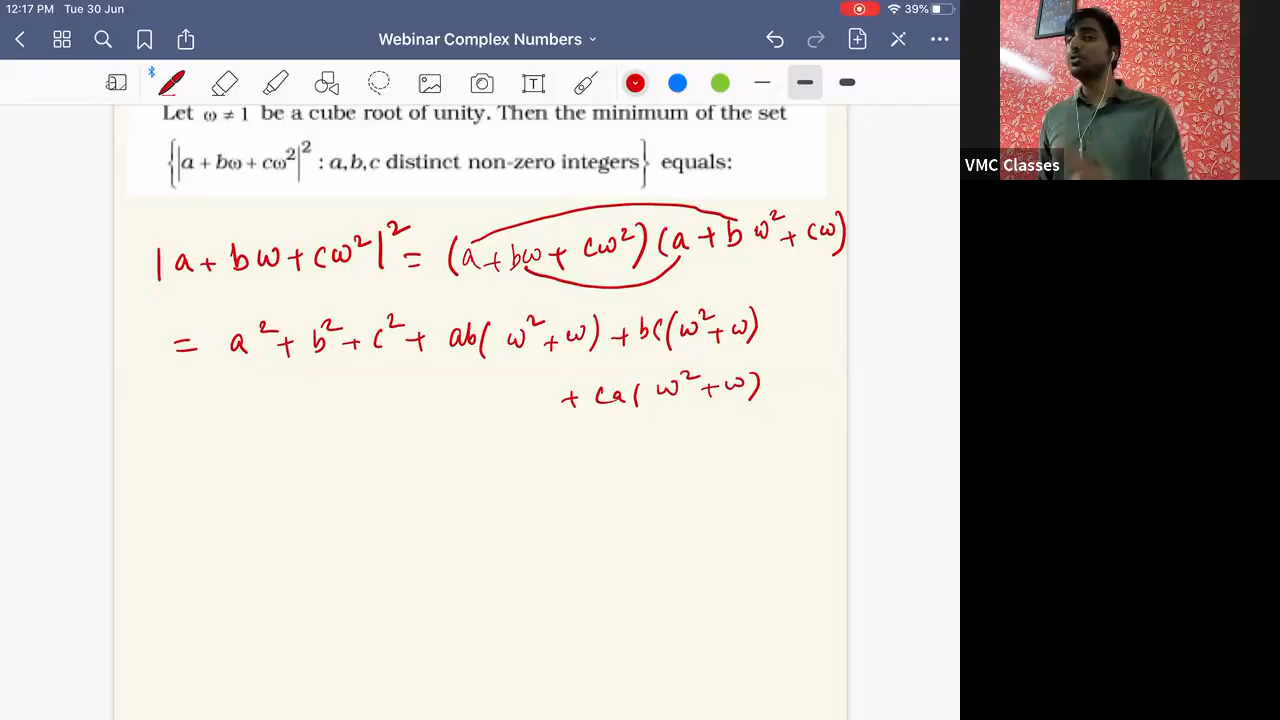 12:17 PM Tue 30 Jun
39%
Webinar Complex Numbers
T
Let ω ≠ 1 be a cube root of unity. Then the minimum of the set
{|a + bω + cω²|² : a, b, c distinct non-zero integers} equals:
VMC Classes
|a + bω + cω²|² = (a + bω + cω²)(a + bω² + cω)
= a² + b² + c² + ab(ω² + ω) + bc(ω² + ω)
+ ca(ω² + ω)